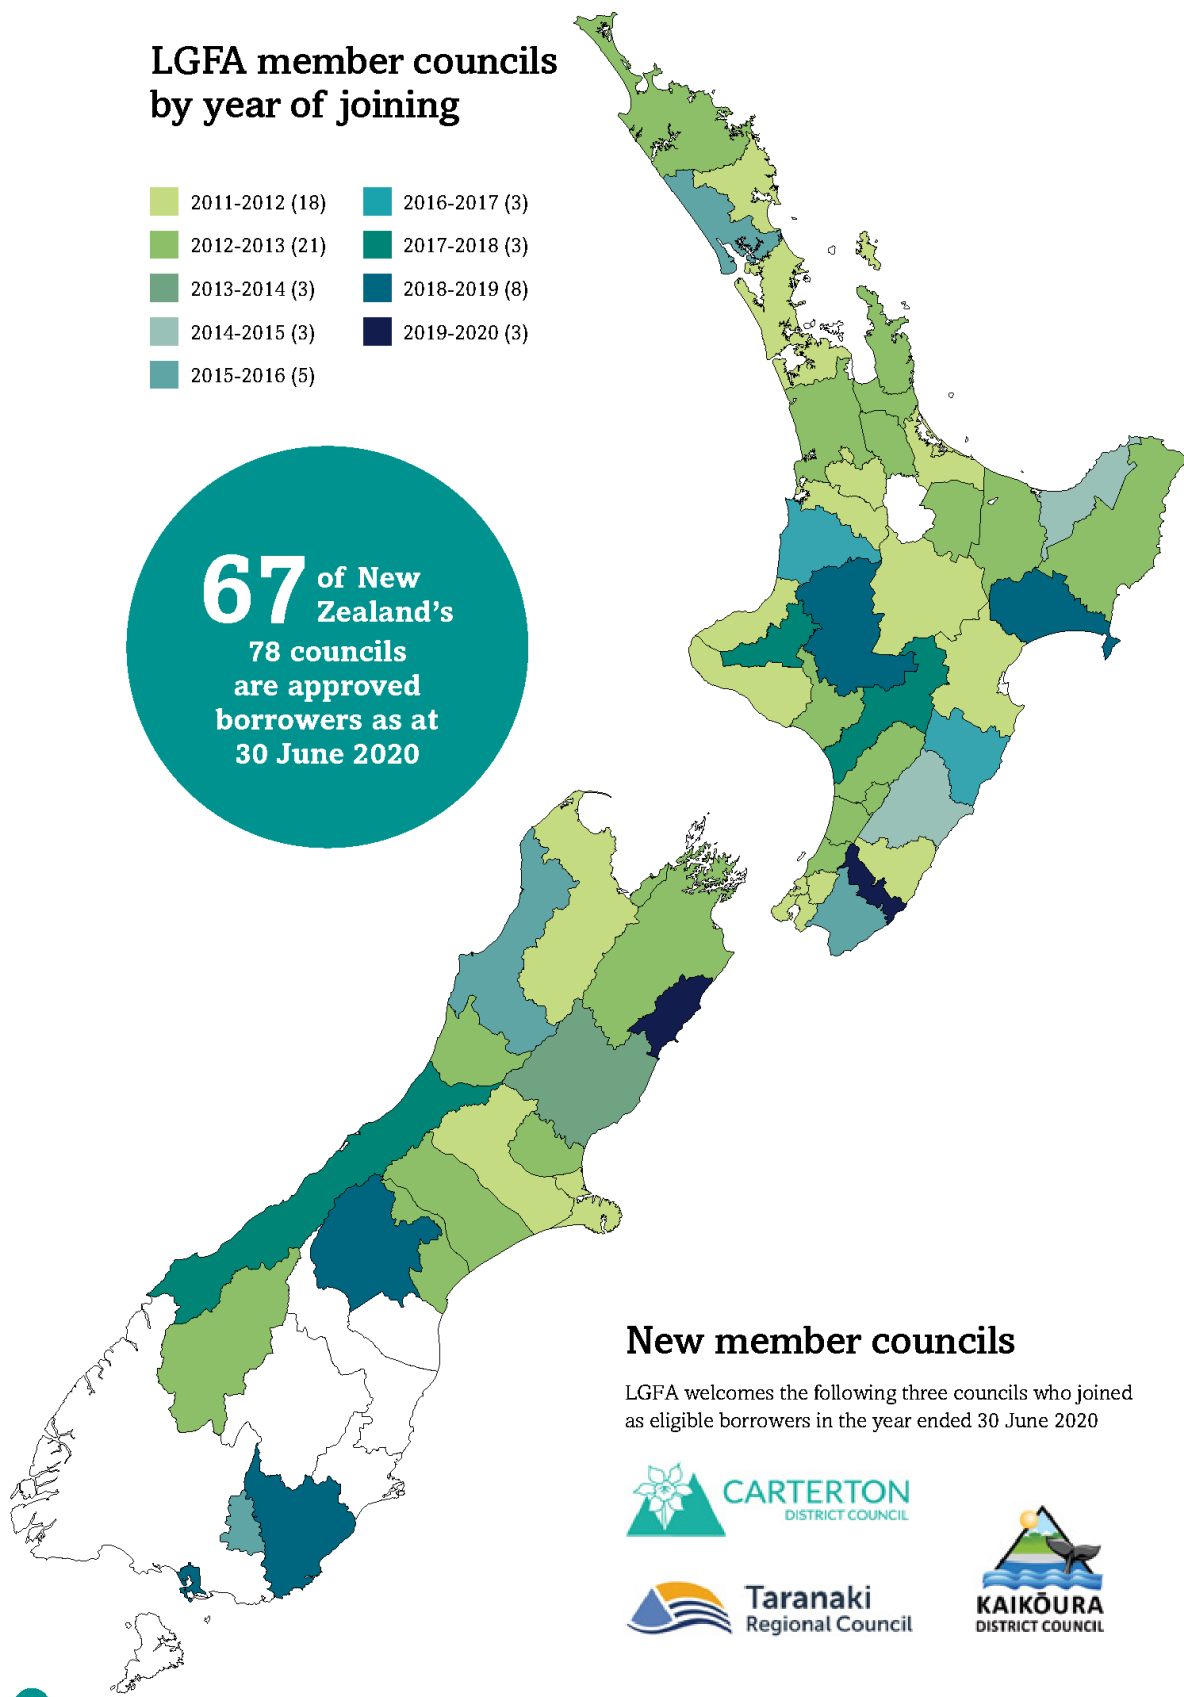 LGFA member councils
by year of joining
2011-2012 (18)
2012-2013 (21)
2013-2014 (3)
2014-2015 (3)
2015-2016 (5)
2016-2017 (3)
2017-2018 (3)
2018-2019 (8)
2019-2020 (3)
67 of New
Zealand's
78 councils
are approved
borrowers as at
30 June 2020
New member councils
LGFA welcomes the following three councils who joined
as eligible borrowers in the year ended 30 June 2020
CARTERTON
DISTRICT COUNCIL
Taranaki
Regional Council
KAIKŌURA
DISTRICT COUNCIL